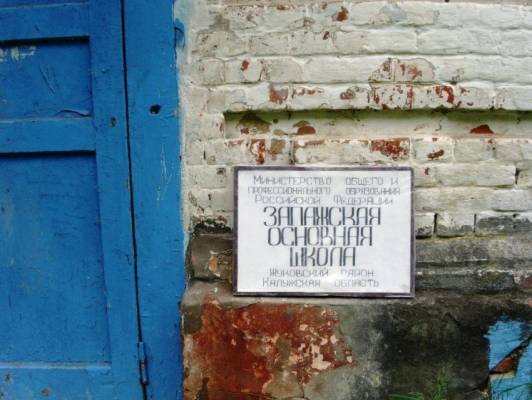 Министерство общего и
профессионального образования
Российской Федерации
ЗАПАЖСКАЯ
ОСНОВНАЯ
ШКОЛА
Жуковский район
Калужская область